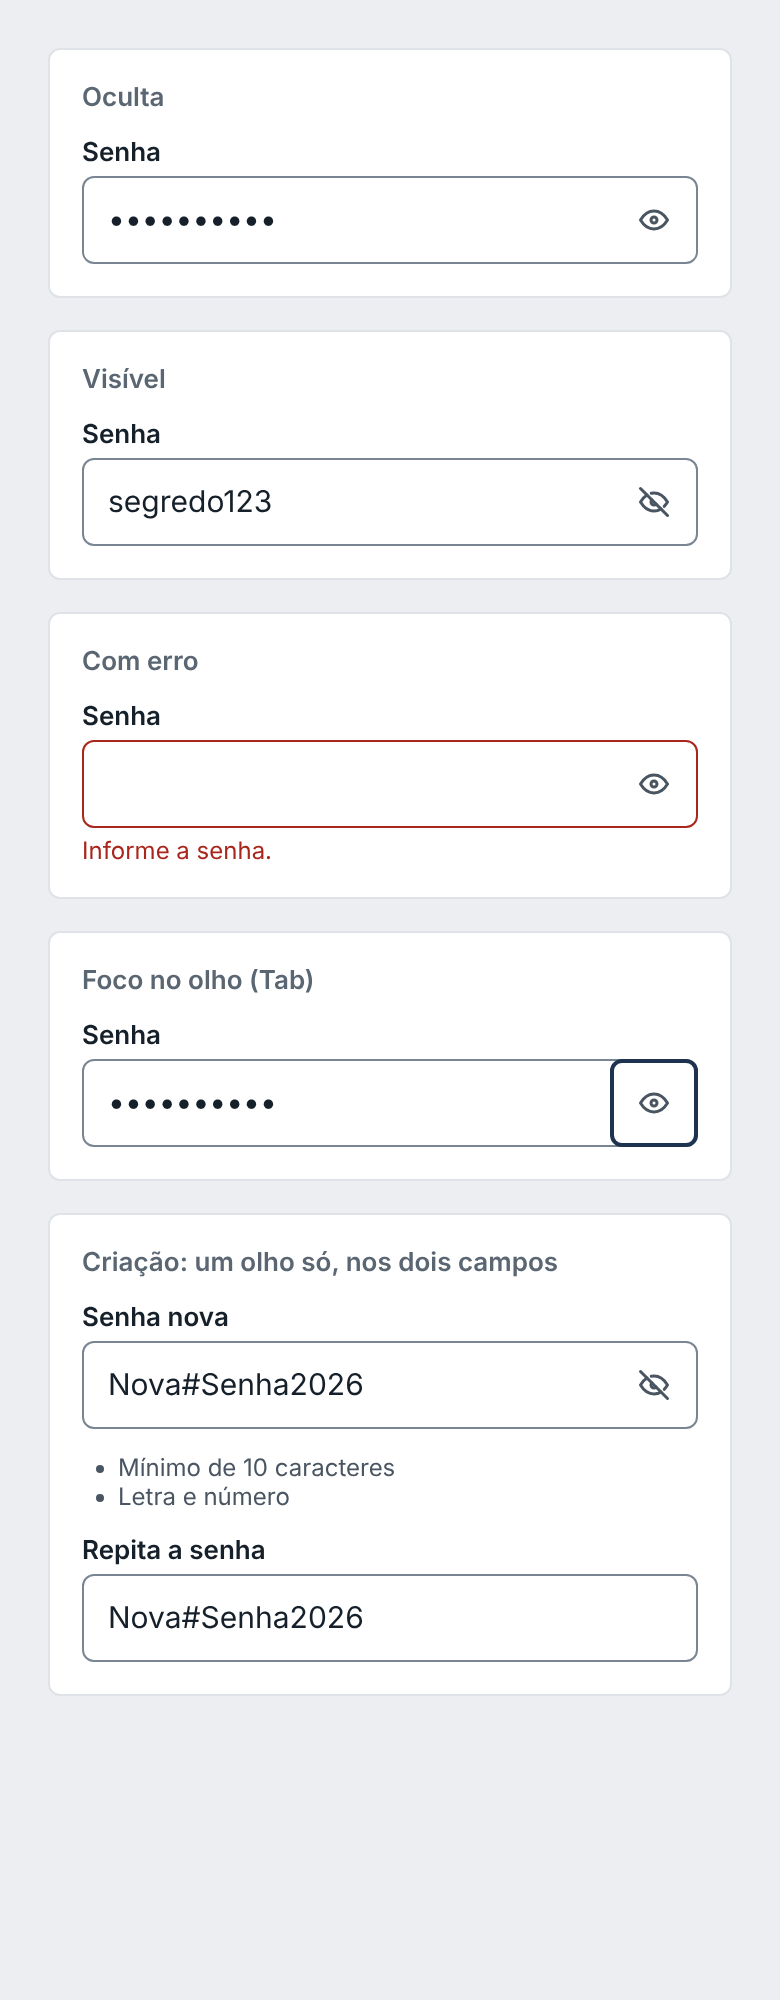 Oculta
Senha
••••••••••
Visível
Senha
segredo123
Com erro
Senha
Informe a senha.
Foco no olho (Tab)
Senha
••••••••••
Criação: um olho só, nos dois campos
Senha nova
Nova#Senha2026
• Mínimo de 10 caracteres
• Letra e número
Repita a senha
Nova#Senha2026